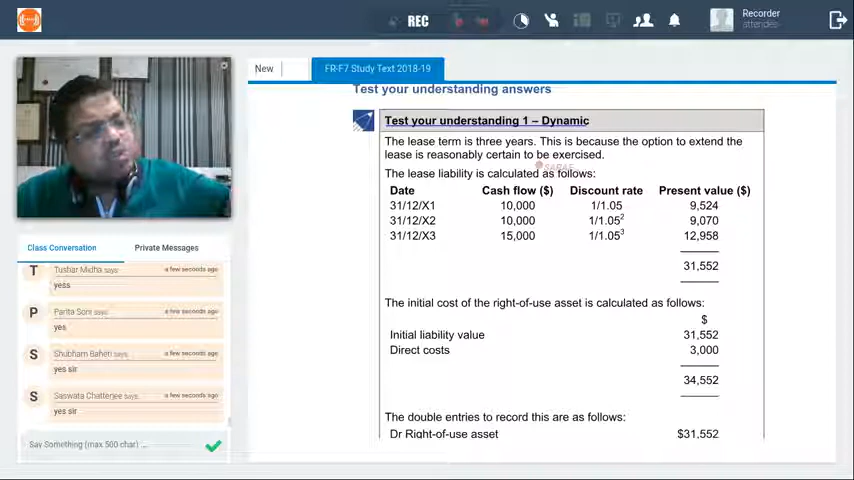 REC
Recorder
attendee
New
FR-F7 Study Text 2018-19
Test your understanding answers
Test your understanding 1 – Dynamic
The lease term is three years. This is because the option to extend the
lease is reasonably certain to be exercised.
The lease liability is calculated as follows:
Date Cash flow ($) Discount rate Present value ($)
31/12/X1 10,000 1/1.05 9,524
31/12/X2 10,000 1/1.05² 9,070
31/12/X3 15,000 1/1.05³ 12,958
31,552
The initial cost of the right-of-use asset is calculated as follows:
$
Initial liability value 31,552
Direct costs 3,000
34,552
The double entries to record this are as follows:
Dr Right-of-use asset $31,552
Class Conversation Private Messages
T Tushar Midha says: a few seconds ago
yess
P Parita Soni says: a few seconds ago
yes
S Shubham Baheti says: a few seconds ago
yes sir
S Saswata Chatterjee says: a few seconds ago
yes sir
Say Something (max 500 char) ...